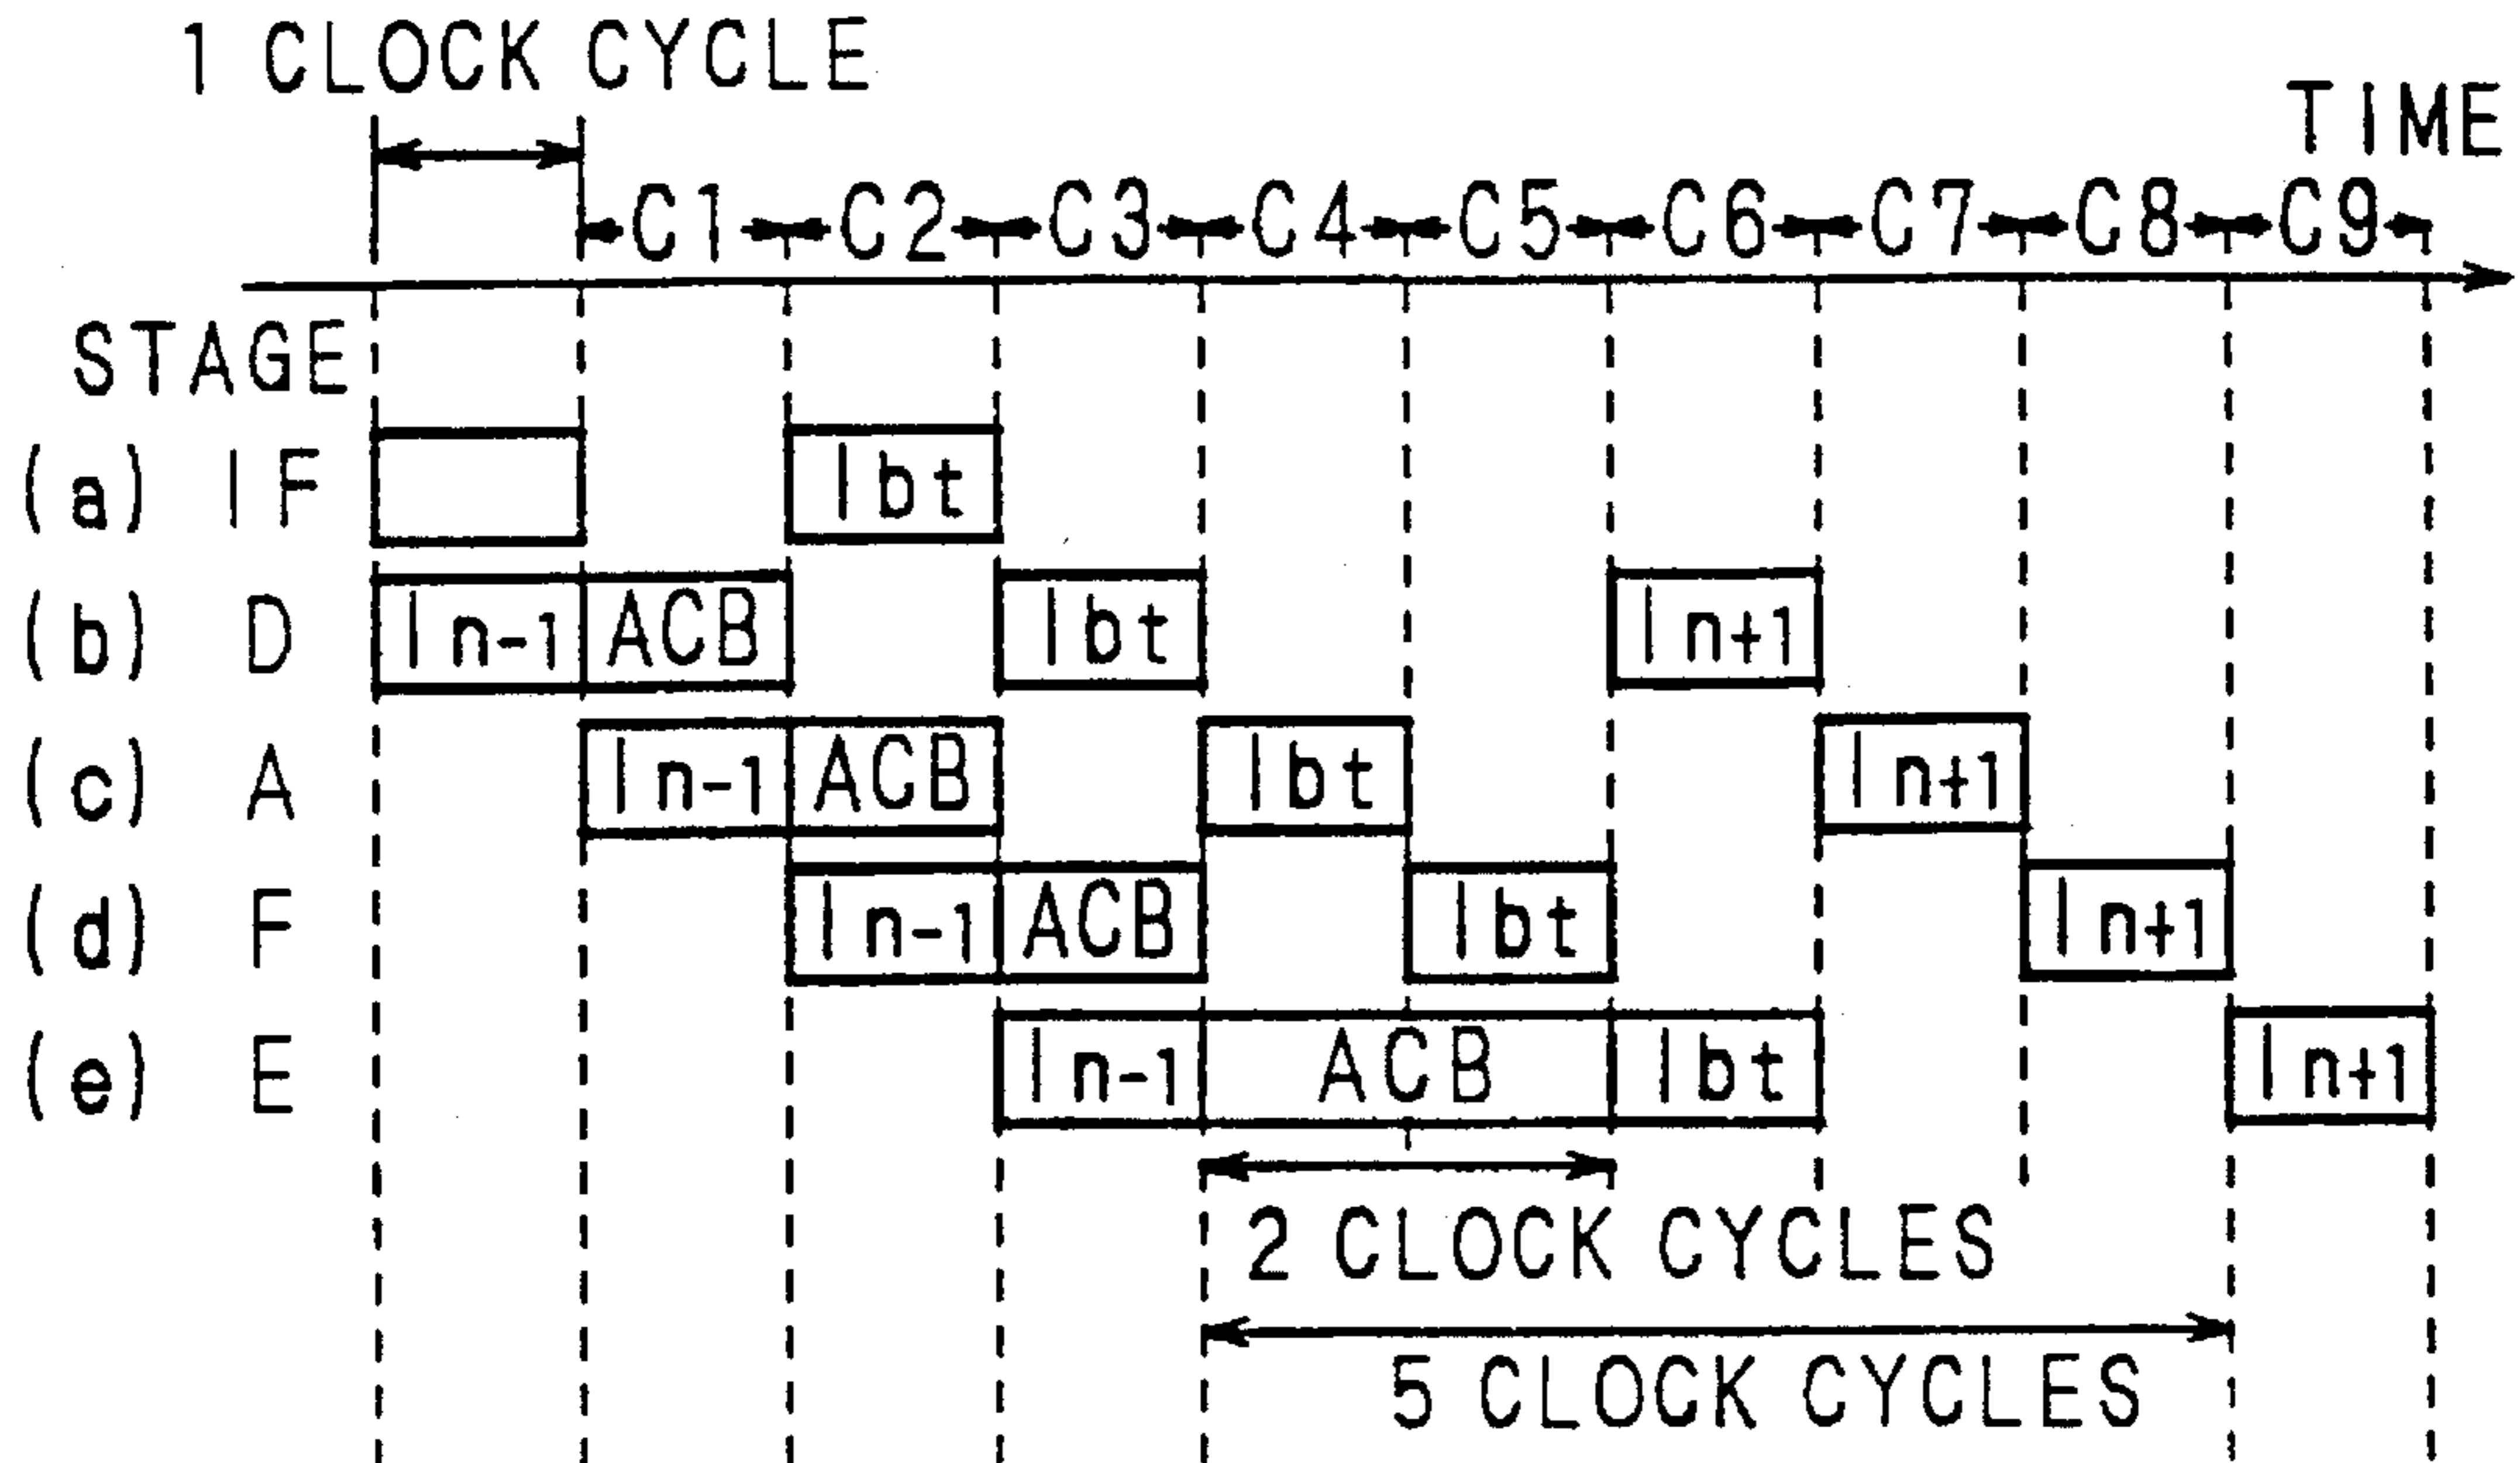 1 CLOCK CYCLE
TIME
C1 C2 C3 C4 C5 C6 C7 C8 C9
STAGE
(a) IF Ibt
(b) D In-1 ACB Ibt In+1
(c) A In-1 ACB Ibt In+1
(d) F In-1 ACB Ibt In+1
(e) E In-1 ACB Ibt In+1
2 CLOCK CYCLES
5 CLOCK CYCLES